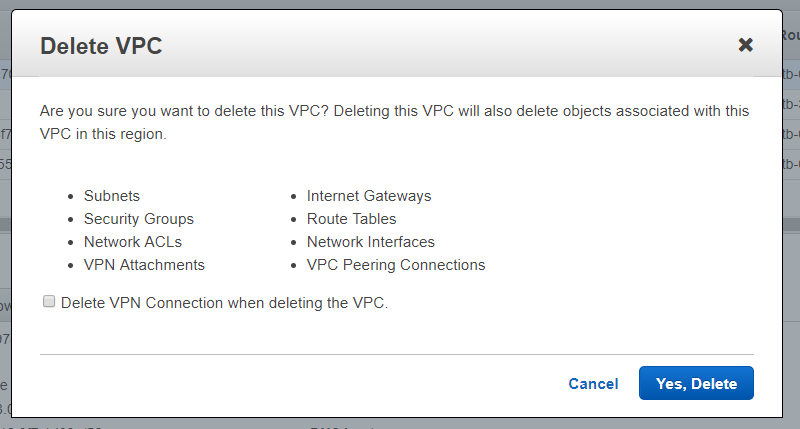 Delete VPC
Are you sure you want to delete this VPC? Deleting this VPC will also delete objects associated with this
VPC in this region.
• Subnets
• Security Groups
• Network ACLs
• VPN Attachments
• Internet Gateways
• Route Tables
• Network Interfaces
• VPC Peering Connections
Delete VPN Connection when deleting the VPC.
Cancel
Yes, Delete